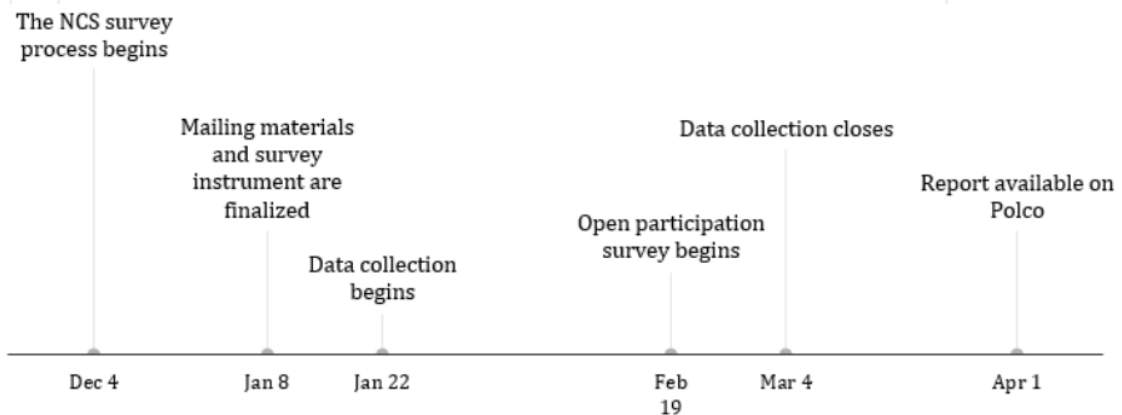 The NCS survey
process begins
Mailing materials
and survey
instrument are
finalized
Data collection
begins
Open participation
survey begins
Data collection closes
Report available on
Polco
Dec 4
Jan 8
Jan 22
Feb
19
Mar 4
Apr 1